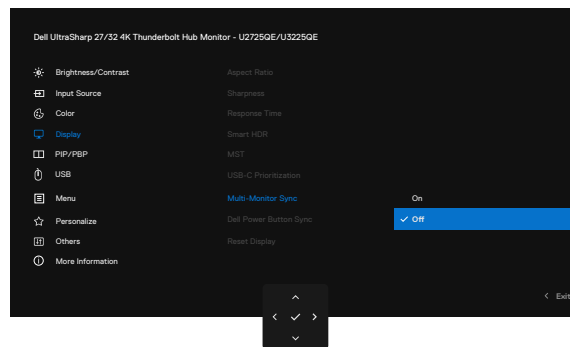 Dell UltraSharp 27/32 4K Thunderbolt Hub Monitor - U2725QE/U3225QE
Brightness/Contrast
Input Source
Color
Display
PIP/PBP
USB
Menu
Personalize
Others
More Information
Aspect Ratio
Sharpness
Response Time
Smart HDR
MST
USB-C Prioritization
Multi-Monitor Sync
Dell Power Button Sync
Reset Display
On
Off
Exit